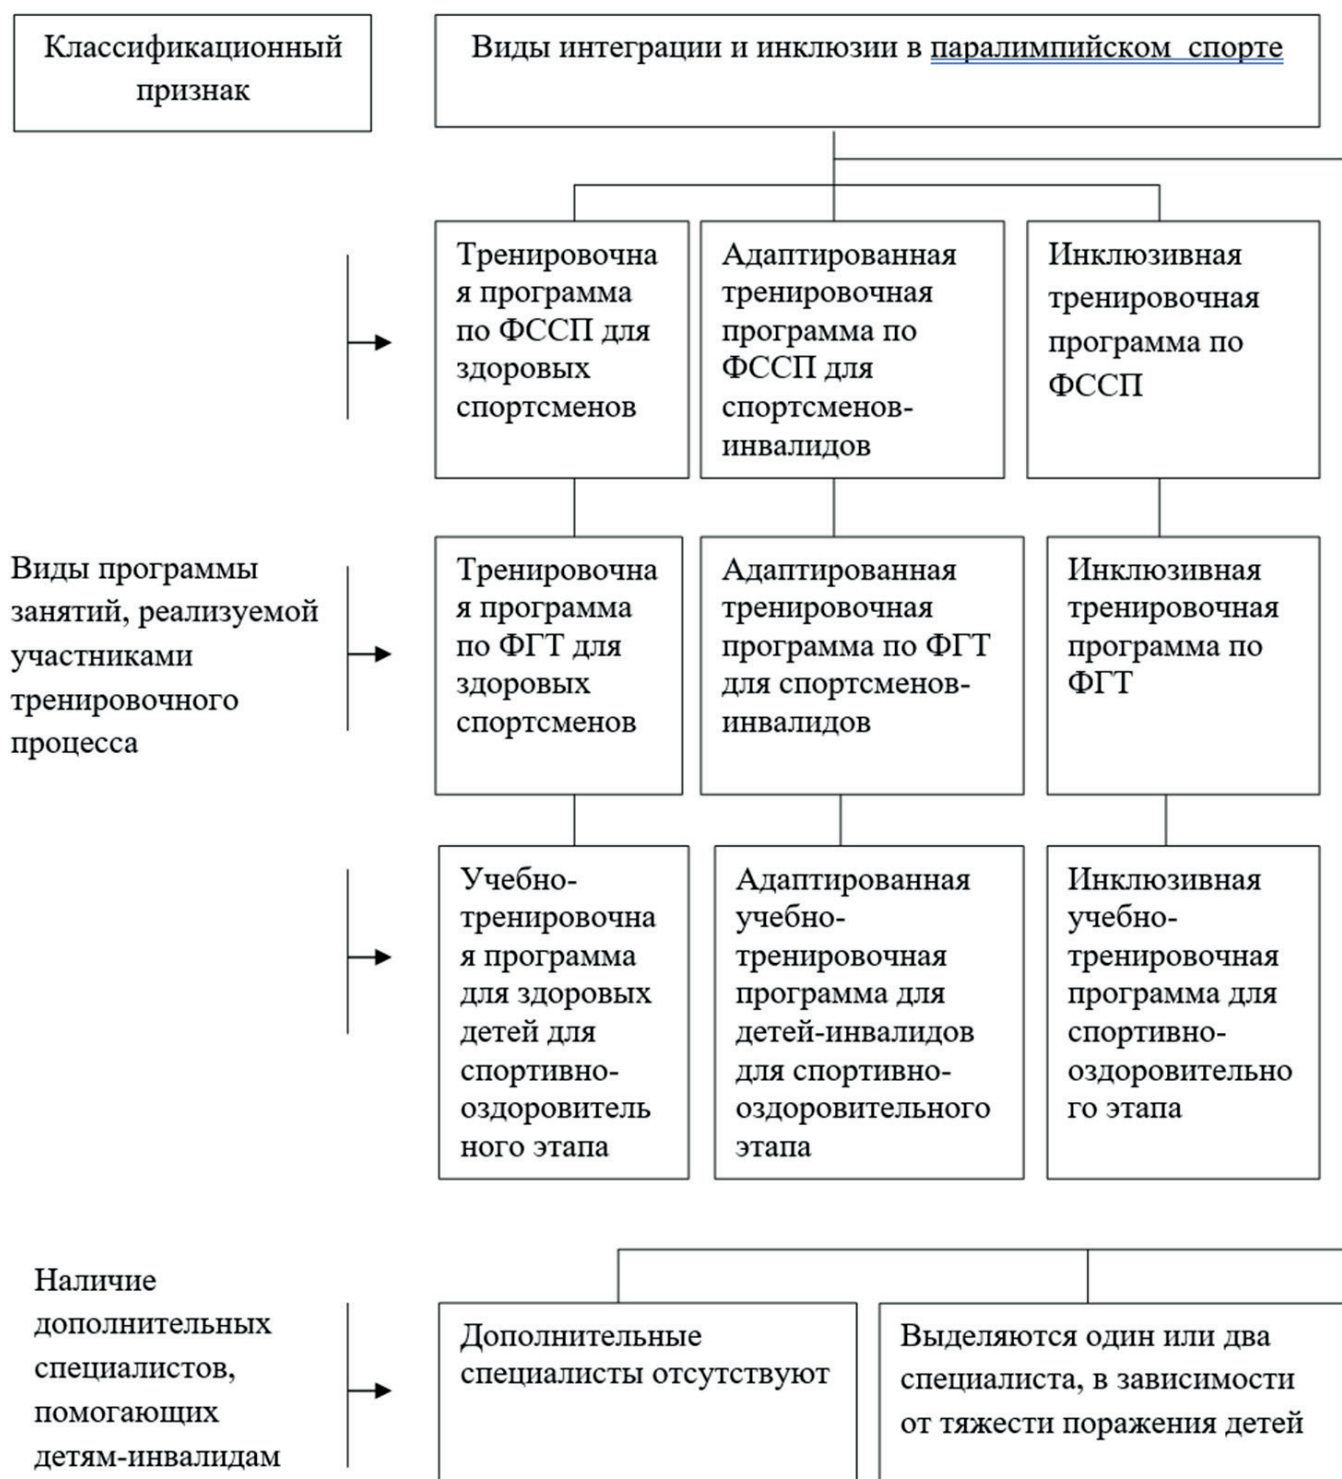 Классификационный
признак
Виды интеграции и инклюзии в паралимпийском спорте
Тренировочна
я программа
по ФССП для
здоровых
спортсменов
Адаптированная
тренировочная
программа по
ФССП для
спортсменов-
инвалидов
Инклюзивная
тренировочная
программа по
ФССП
Виды программы
занятий, реализуемой
участниками
тренировочного
процесса
Тренировочна
я программа
по ФГТ для
здоровых
спортсменов
Адаптированная
тренировочная
программа по ФГТ
для спортсменов-
инвалидов
Инклюзивная
тренировочная
программа по
ФГТ
Учебно-
тренировочна
я программа
для здоровых
детей для
спортивно-
оздоровитель
ного этапа
Адаптированная
учебно-
тренировочная
программа для
детей-инвалидов
для спортивно-
оздоровительного
этапа
Инклюзивная
учебно-
тренировочная
программа для
спортивно-
оздоровительно
го этапа
Наличие
дополнительных
специалистов,
помогающих
детям-инвалидам
Дополнительные
специалисты отсутствуют
Выделяются один или два
специалиста, в зависимости
от тяжести поражения детей